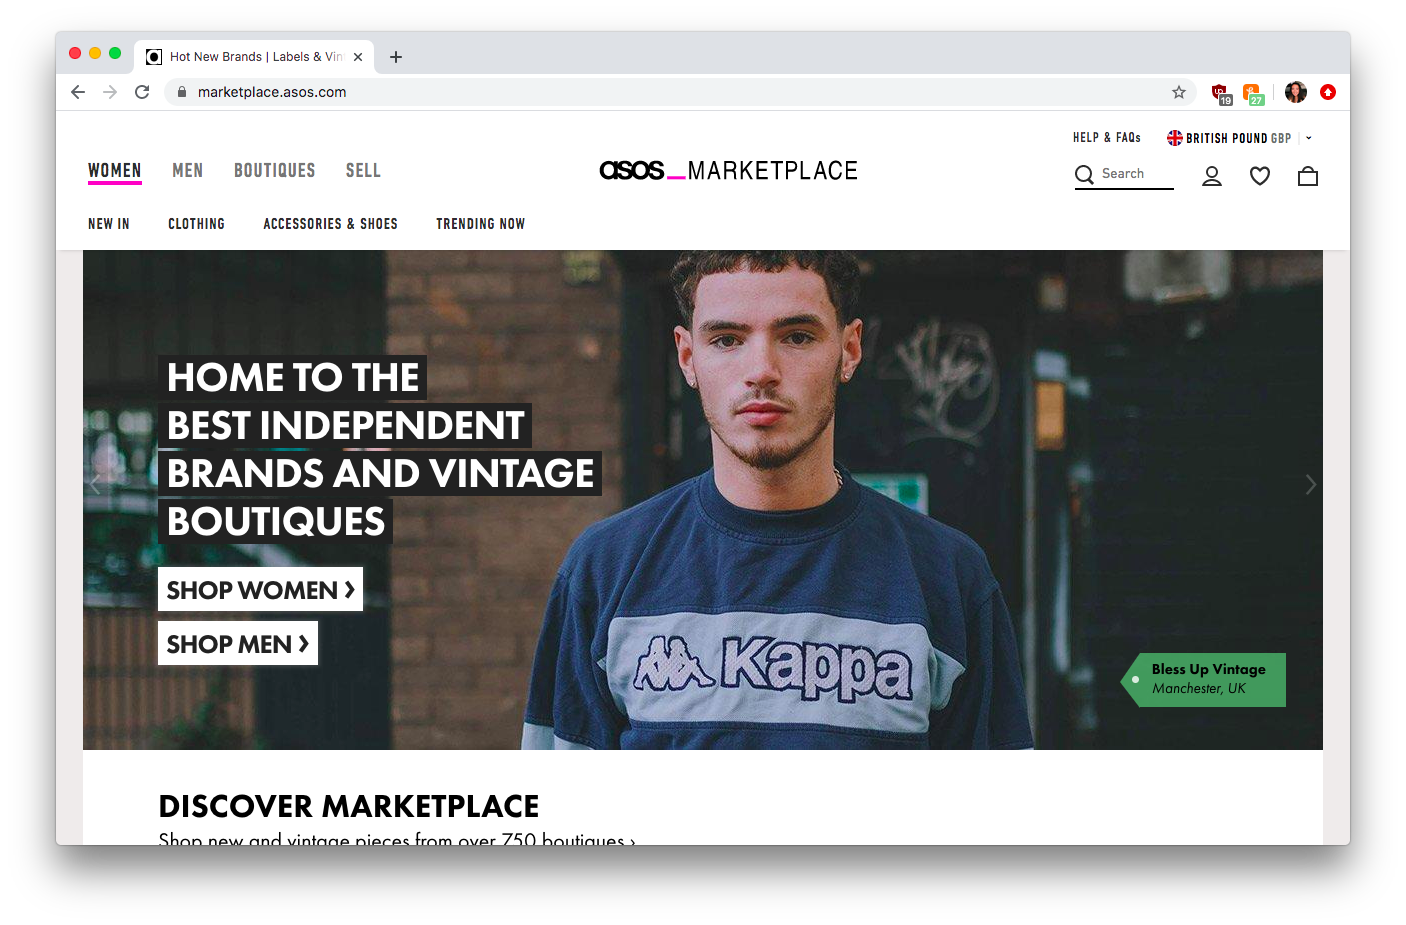 Hot New Brands | Labels & Vin
marketplace.asos.com
19
27
HELP & FAQs
BRITISH POUND GBP
WOMEN MEN BOUTIQUES SELL
asos_MARKETPLACE
Search
NEW IN CLOTHING ACCESSORIES & SHOES TRENDING NOW
HOME TO THE
BEST INDEPENDENT
BRANDS AND VINTAGE
BOUTIQUES
SHOP WOMEN ›
SHOP MEN ›
Kappa
Bless Up Vintage
Manchester, UK
DISCOVER MARKETPLACE
Shop new and vintage pieces from over 750 boutiques ›